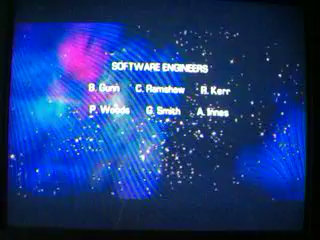 SOFTWARE ENGINEERS
B. Gunn C. Ramshaw R. Kerr
P. Woods G. Smith A. Innes